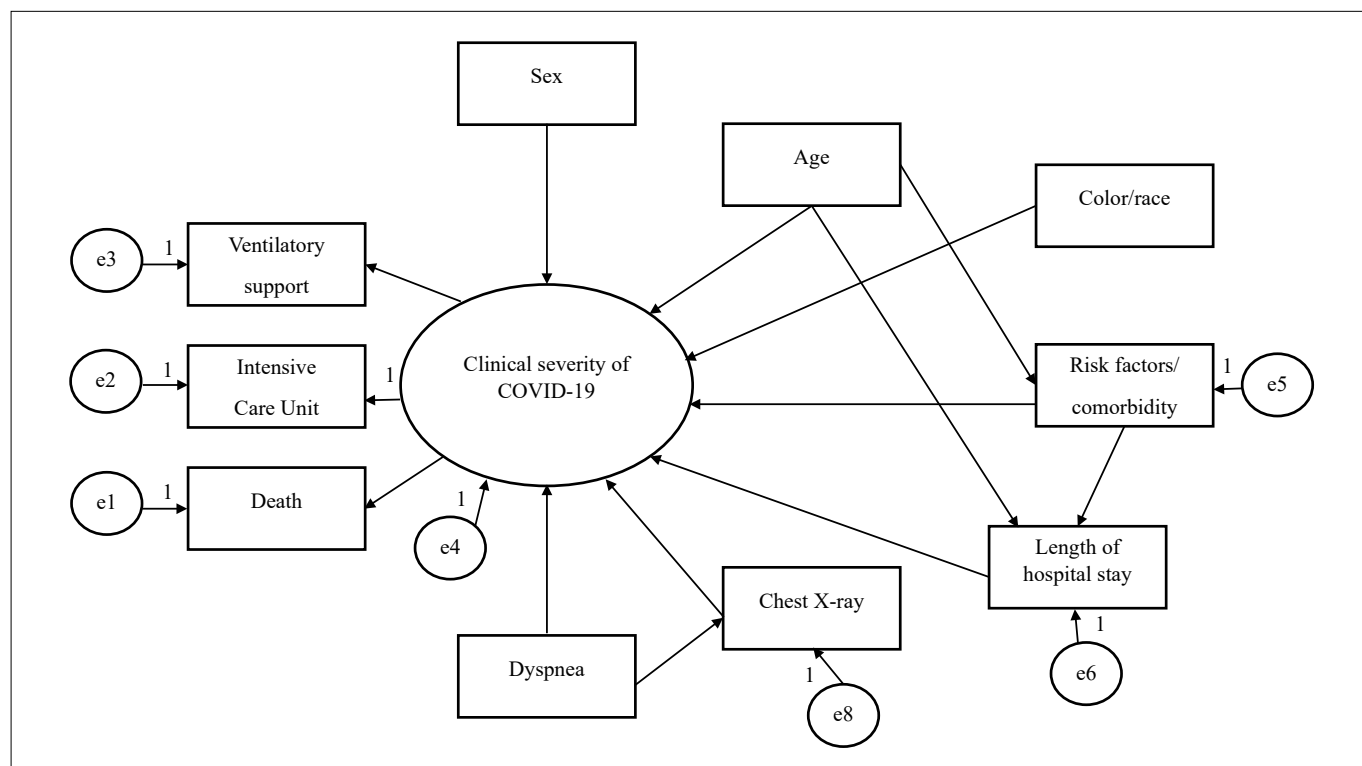 Sex
Age
Color/race
e3
1
Ventilatory
support
e2
1
Intensive
Care Unit
1
Clinical severity of
COVID-19
Risk factors/
comorbidity
1
e5
e1
1
Death
1
e4
Length of
hospital stay
1
e6
Chest X-ray
1
e8
Dyspnea